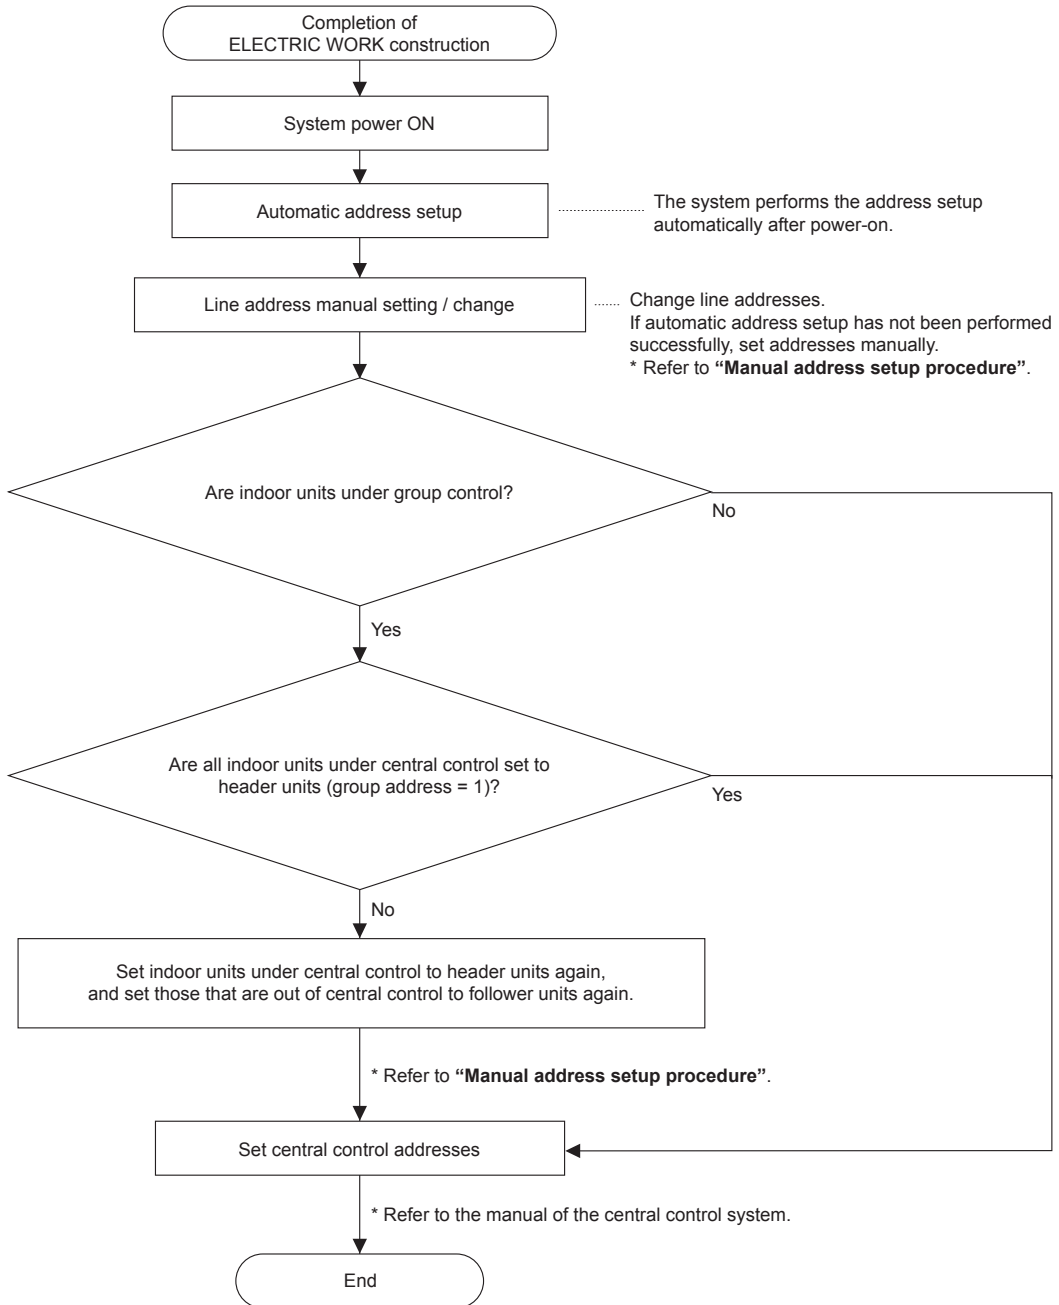 Completion of
ELECTRIC WORK construction
System power ON
Automatic address setup
The system performs the address setup
automatically after power-on.
Line address manual setting / change
Change line addresses.
If automatic address setup has not been performed
successfully, set addresses manually.
* Refer to “Manual address setup procedure”.
Are indoor units under group control?
No
Yes
Are all indoor units under central control set to
header units (group address = 1)?
Yes
No
Set indoor units under central control to header units again,
and set those that are out of central control to follower units again.
* Refer to “Manual address setup procedure”.
Set central control addresses
* Refer to the manual of the central control system.
End